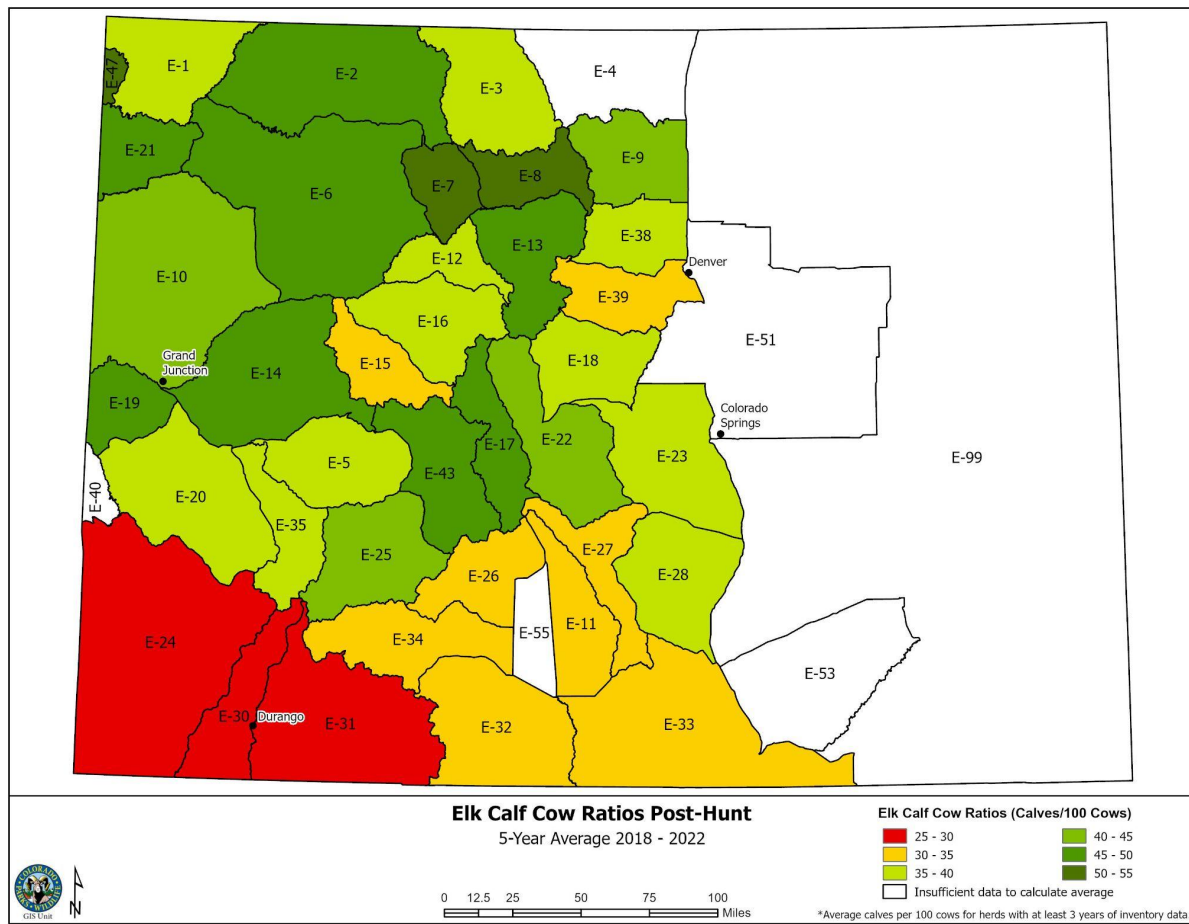 E-47
E-1
E-2
E-3
E-4
E-21
E-6
E-7
E-8
E-9
E-10
E-12
E-13
E-38
Denver
E-39
E-16
E-15
E-18
E-51
Grand
Junction
E-14
E-19
Colorado
Springs
E-17
E-22
E-23
E-99
E-5
E-43
E-40
E-20
E-35
E-25
E-27
E-26
E-28
E-24
E-34
E-55
E-11
E-53
E-30
Durango
E-31
E-32
E-33
Elk Calf Cow Ratios Post-Hunt
5-Year Average 2018 - 2022
Elk Calf Cow Ratios (Calves/100 Cows)
25 - 30
30 - 35
35 - 40
40 - 45
45 - 50
50 - 55
Insufficient data to calculate average
COLORADO
PARKS
WILDLIFE
GIS Unit
N
0 12.5 25 50 75 100
Miles
*Average calves per 100 cows for herds with at least 3 years of inventory data